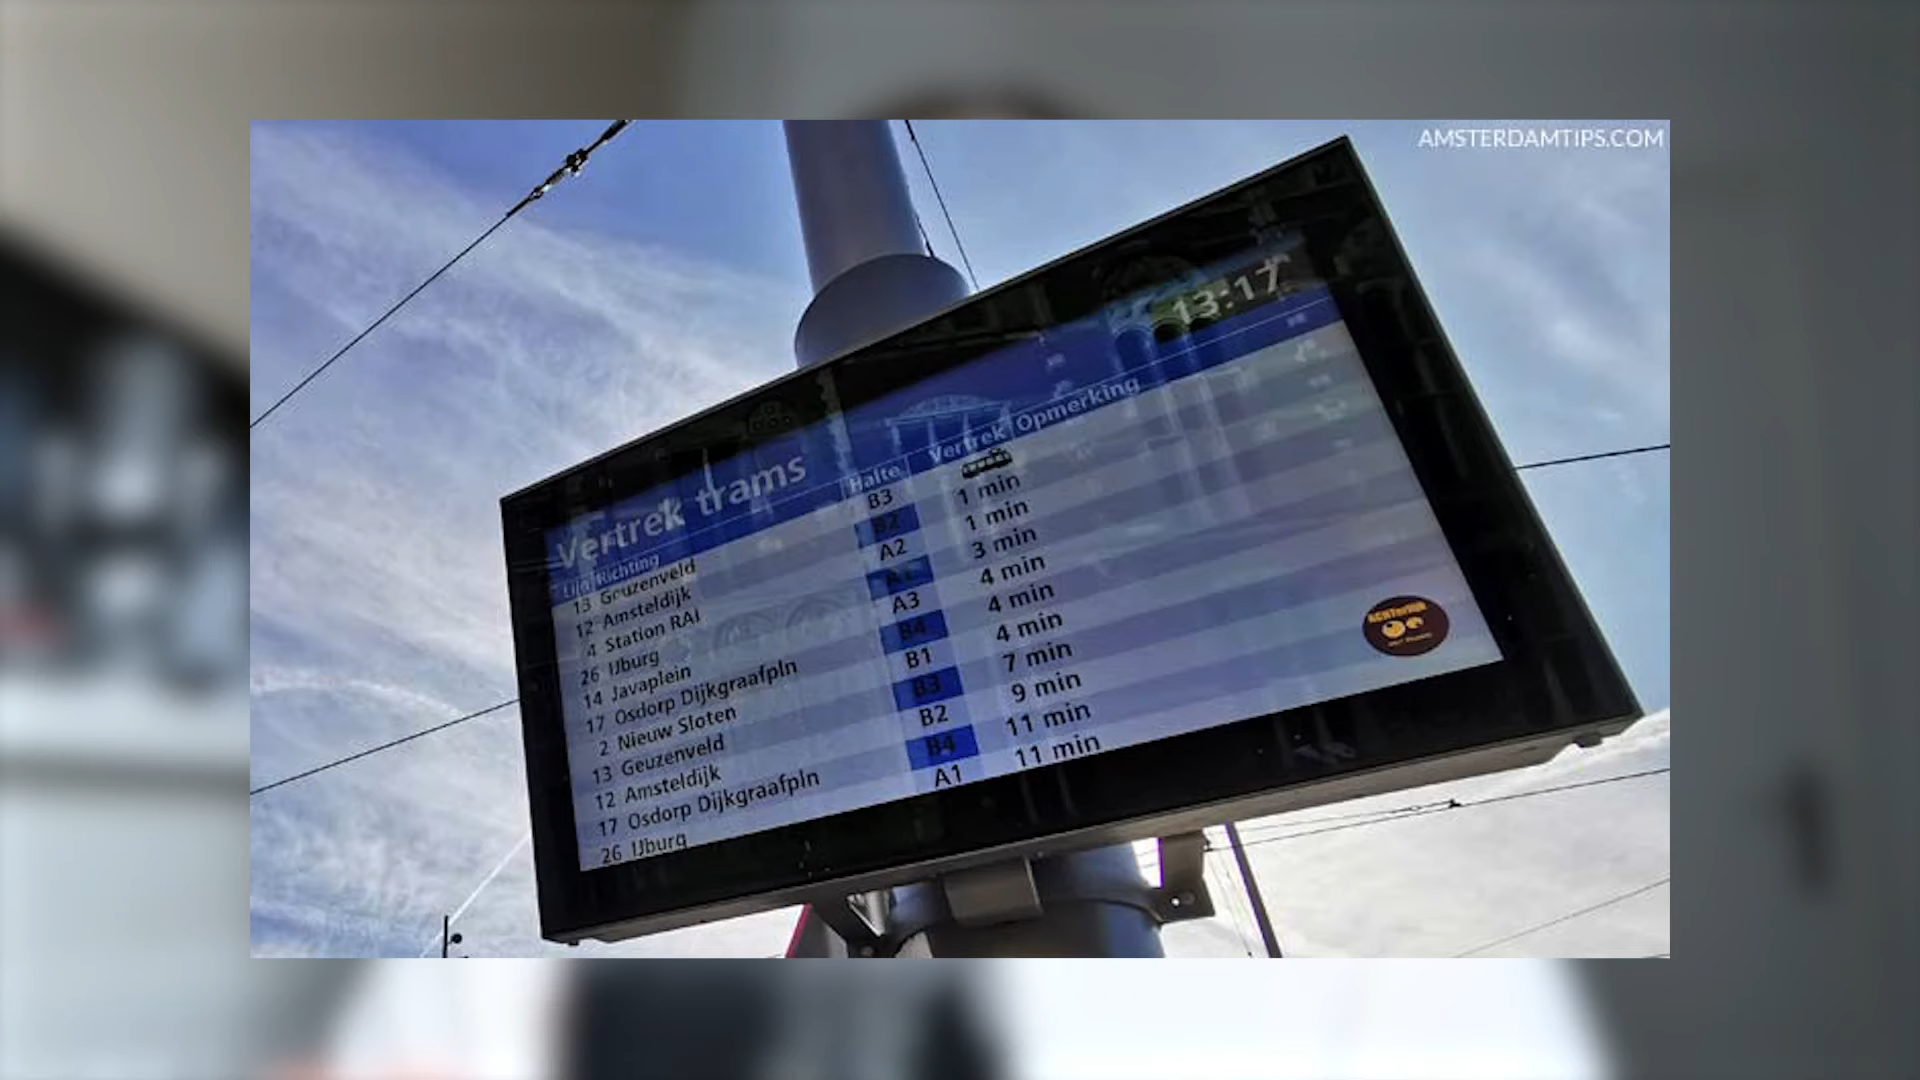 AMSTERDAMTIPS.COM
13:17
Vertrek trams
Lijn Richting Halte Vertrek Opmerking
13 Geuzenveld B3
12 Amsteldijk B2 1 min
4 Station RAI A2 1 min
26 IJburg A1 3 min
14 Javaplein A3 4 min
17 Osdorp Dijkgraafpln B4 4 min
2 Nieuw Sloten B1 4 min
13 Geuzenveld B3 7 min
12 Amsteldijk B2 9 min
17 Osdorp Dijkgraafpln B4 11 min
26 IJburg A1 11 min